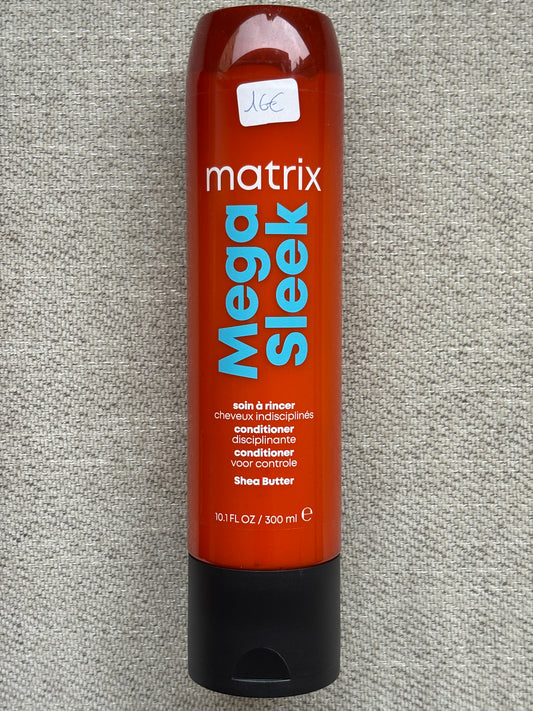 16€
matrix
Mega
Sleek
soin à rincer
cheveux indisciplinés
conditioner
disciplinante
conditioner
voor controle
Shea Butter
10.1 FL OZ / 300 ml ℮